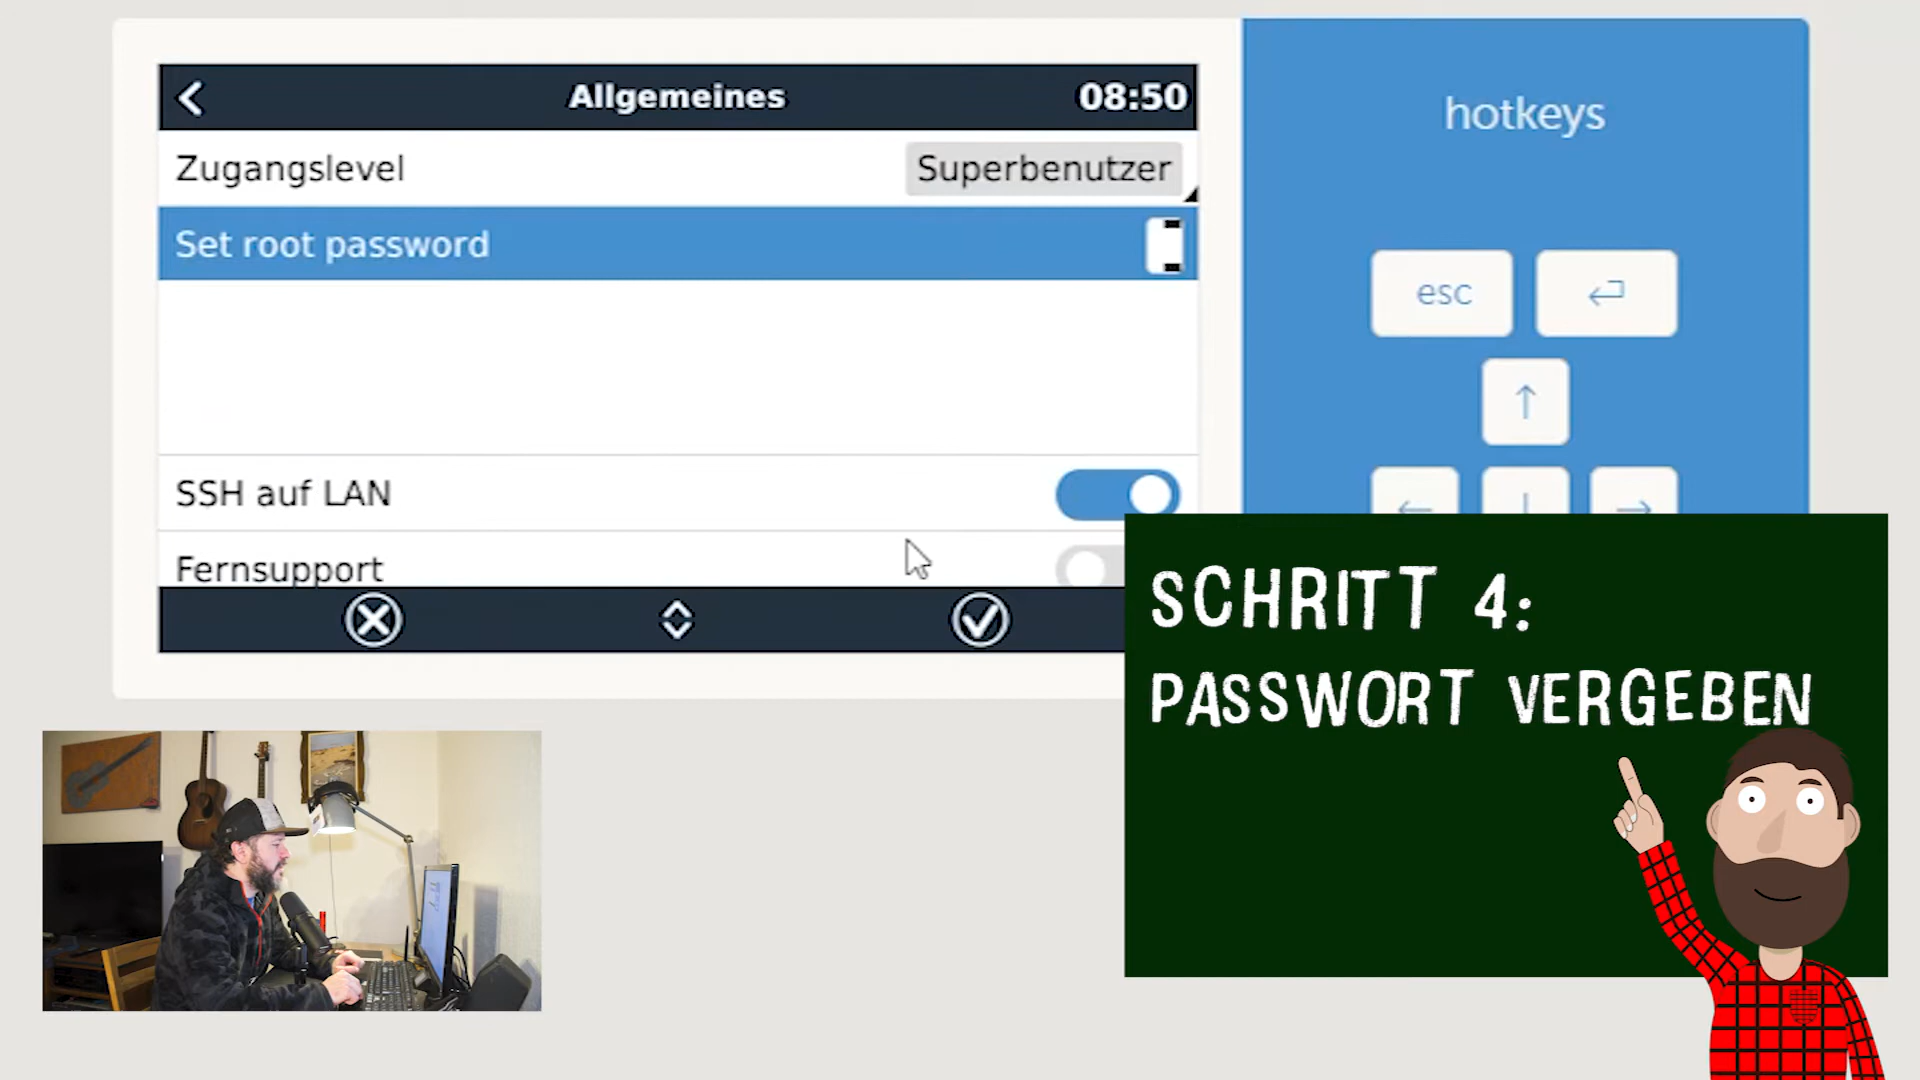 Allgemeines 08:50
Zugangslevel Superbenutzer
Set root password
SSH auf LAN
Fernsupport
hotkeys
esc
SCHRITT 4:
PASSWORT VERGEBEN